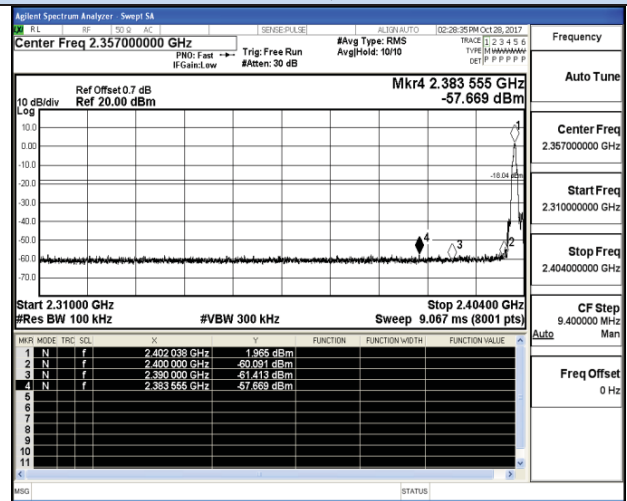 Agilent Spectrum Analyzer - Swept SA
RL RF 50 Ω AC SENSE:PULSE ALIGN AUTO 02:28:35 PM Oct 28, 2017
Center Freq 2.357000000 GHz
PNO: Fast
IFGain:Low
Trig: Free Run
#Atten: 30 dB
#Avg Type: RMS
Avg|Hold: 10/10
TRACE 1 2 3 4 5 6
TYPE M
DET P P P P P P
Frequency
Auto Tune
Center Freq
2.357000000 GHz
Start Freq
2.310000000 GHz
Stop Freq
2.404000000 GHz
CF Step
9.400000 MHz
Auto Man
Freq Offset
0 Hz
Mkr4 2.383 555 GHz
-57.669 dBm
Ref Offset 0.7 dB
10 dB/div Ref 20.00 dBm
Log
10.0
0.00
-10.0
-20.0
-30.0
-40.0
-50.0
-60.0
-70.0
1
-18.04 dBm
4
3
2
Start 2.31000 GHz Stop 2.40400 GHz
#Res BW 100 kHz #VBW 300 kHz Sweep 9.067 ms (8001 pts)
MKR MODE TRC SCL X Y FUNCTION FUNCTION WIDTH FUNCTION VALUE
1 N f 2.402 038 GHz 1.965 dBm
2 N f 2.400 000 GHz -60.091 dBm
3 N f 2.390 000 GHz -61.413 dBm
4 N f 2.383 555 GHz -57.669 dBm
5
6
7
8
9
10
11
MSG STATUS